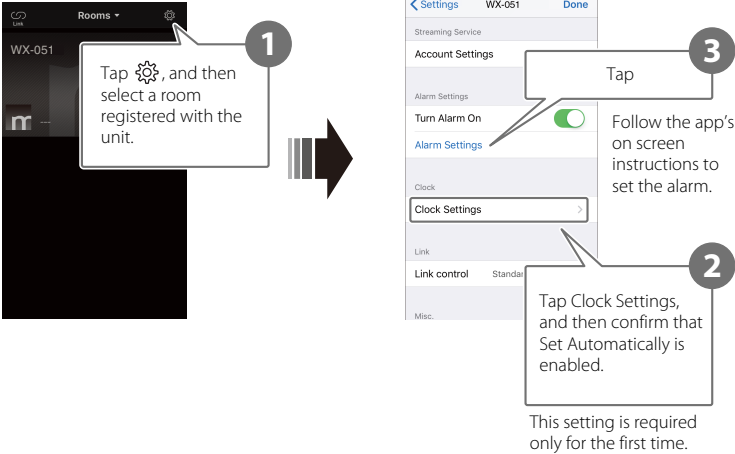 Link
Rooms
WX-051
1
Tap , and then
select a room
registered with the
unit.
Settings WX-051 Done
Streaming Service
Account Settings
Alarm Settings
Turn Alarm On
Alarm Settings
Clock
Clock Settings
Link
Link control Standar
Misc.
3
Tap
Follow the app’s
on screen
instructions to
set the alarm.
2
Tap Clock Settings,
and then confirm that
Set Automatically is
enabled.
This setting is required
only for the first time.